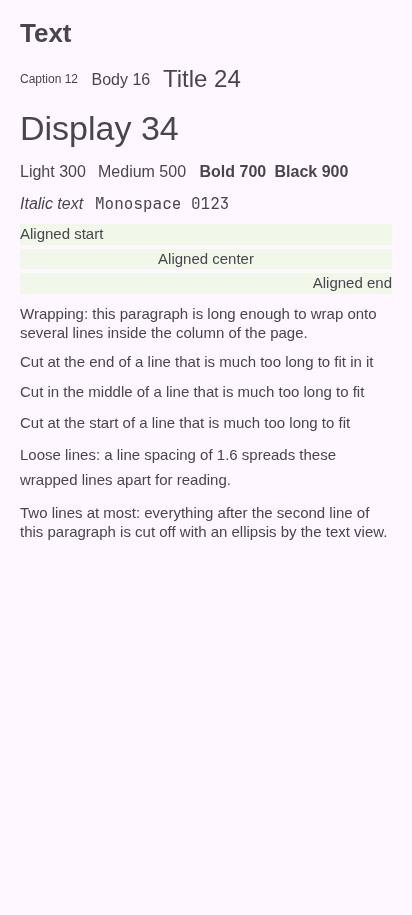 Text
Caption 12 Body 16 Title 24
Display 34
Light 300 Medium 500 Bold 700 Black 900
Italic text Monospace 0123
Aligned start
Aligned center
Aligned end
Wrapping: this paragraph is long enough to wrap onto
several lines inside the column of the page.
Cut at the end of a line that is much too long to fit in it
Cut in the middle of a line that is much too long to fit
Cut at the start of a line that is much too long to fit
Loose lines: a line spacing of 1.6 spreads these
wrapped lines apart for reading.
Two lines at most: everything after the second line of
this paragraph is cut off with an ellipsis by the text view.